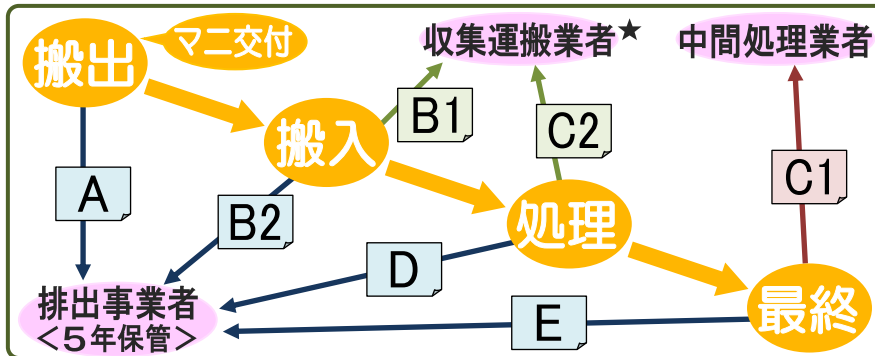 搬出
マニ交付
収集運搬業者★
中間処理業者
B1
C2
搬入
A
B2
C1
処理
D
排出事業者
＜５年保管＞
E
最終